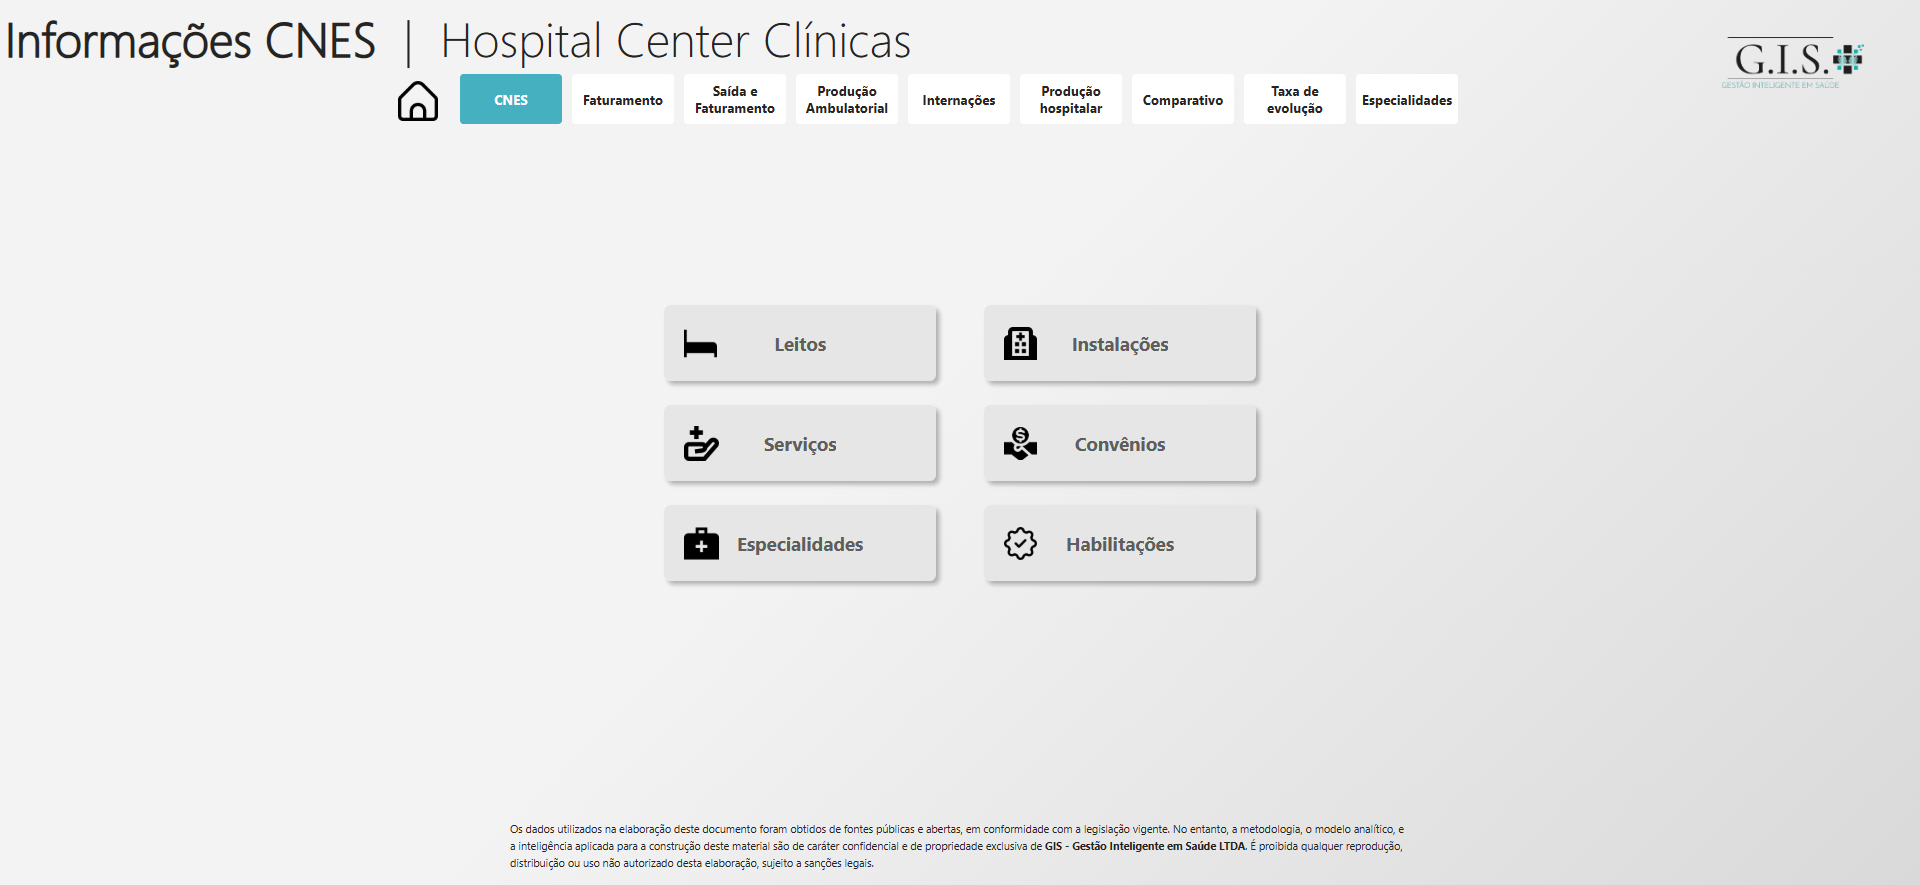 Informações CNES | Hospital Center Clínicas
G.I.S.
GESTÃO INTELIGENTE EM SAÚDE
CNES
Faturamento
Saída e
Faturamento
Produção
Ambulatorial
Internações
Produção
hospitalar
Comparativo
Taxa de
evolução
Especialidades
Leitos
Instalações
Serviços
Convênios
Especialidades
Habilitações
Os dados utilizados na elaboração deste documento foram obtidos de fontes públicas e abertas, em conformidade com a legislação vigente. No entanto, a metodologia, o modelo analítico, e
a inteligência aplicada para a construção deste material são de caráter confidencial e de propriedade exclusiva de GIS - Gestão Inteligente em Saúde LTDA. É proibida qualquer reprodução,
distribuição ou uso não autorizado desta elaboração, sujeito a sanções legais.